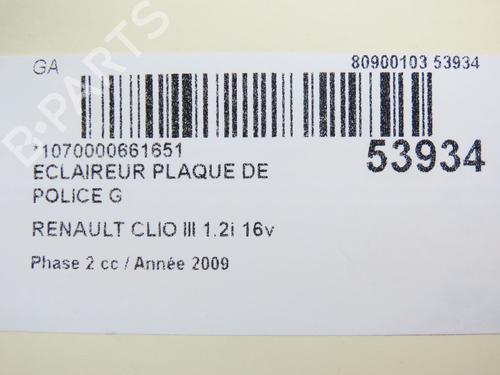 GA
80900103 53934
*1070000661651
53934
ECLAIREUR PLAQUE DE
POLICE G
RENAULT CLIO III 1.2i 16v
Phase 2 cc / Année 2009
B-PARTS